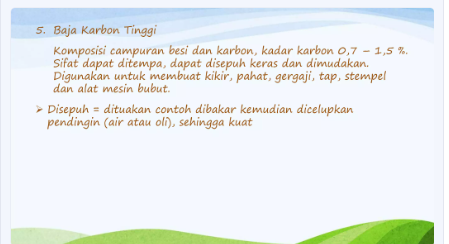 5. Baja Karbon Tinggi
Komposisi campuran besi dan karbon, kadar karbon 0,7 – 1,5 %.
Sifat dapat ditempa, dapat disepuh keras dan dimudakan.
Digunakan untuk membuat kikir, pahat, gergaji, tap, stempel
dan alat mesin bubut.
➤ Disepuh = dituakan contoh dibakar kemudian dicelupkan
pendingin (air atau oli), sehingga kuat